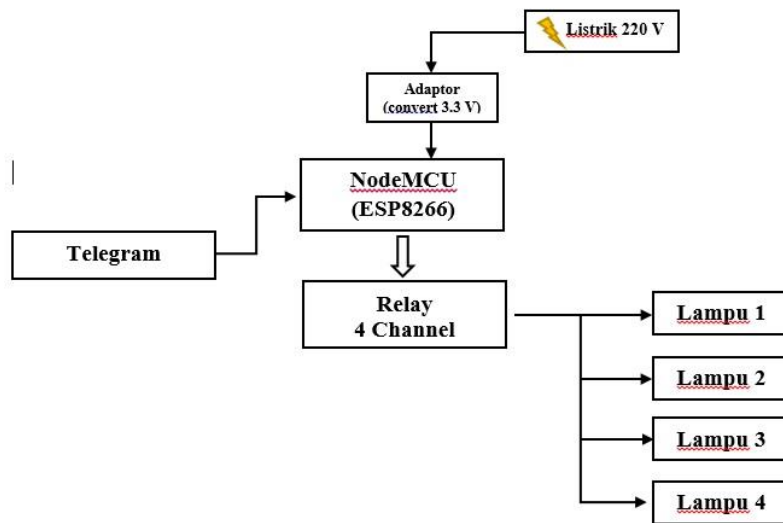 Listrik 220 V
Adaptor
(convert 3.3 V)
NodeMCU
(ESP8266)
Telegram
Relay
4 Channel
Lampu 1
Lampu 2
Lampu 3
Lampu 4